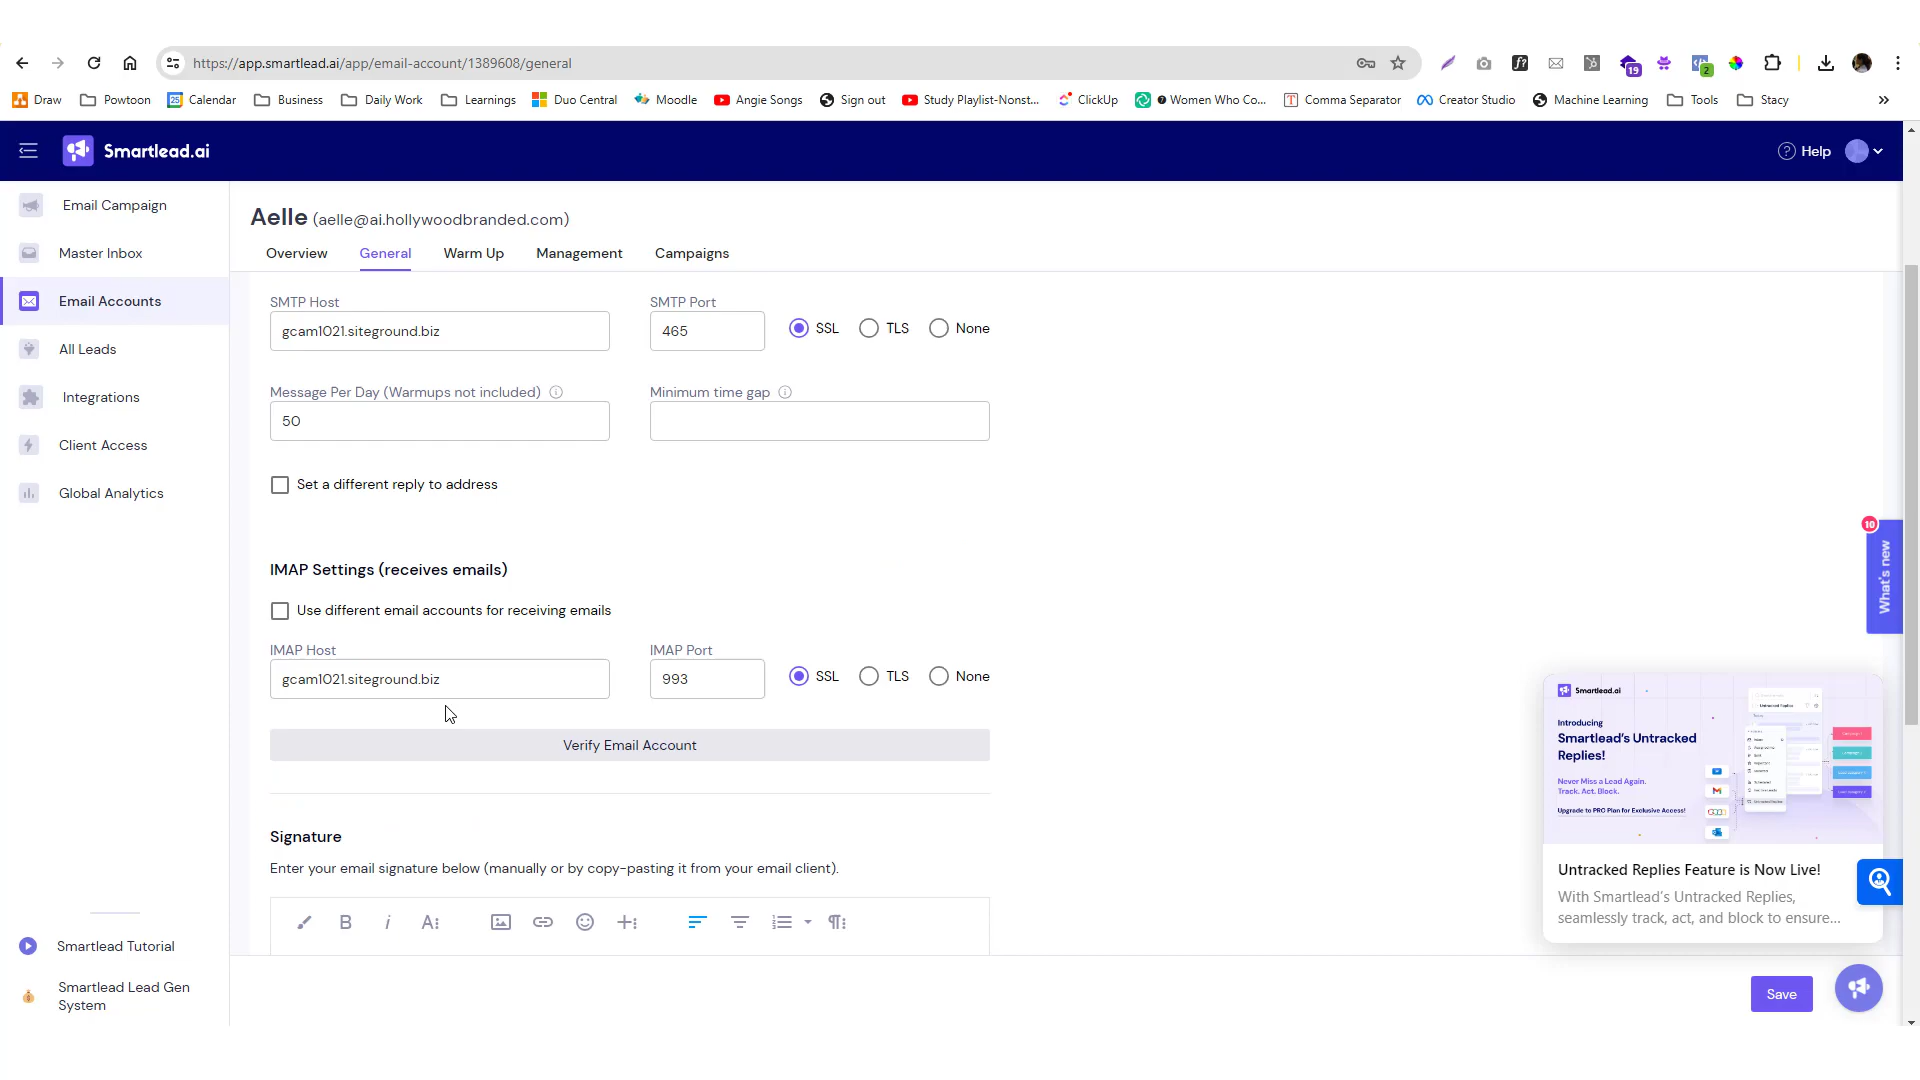 https://app.smartlead.ai/app/email-account/1389608/general
19
2
Draw
Powtoon
25
Calendar
Business
Daily Work
Learnings
Duo Central
Moodle
Angie Songs
Sign out
Study Playlist-Nonst...
ClickUp
Women Who Co...
Comma Separator
Creator Studio
Machine Learning
Tools
Stacy
Smartlead.ai
Help
Email Campaign
Master Inbox
Email Accounts
All Leads
Integrations
Client Access
Global Analytics
Smartlead Tutorial
Smartlead Lead Gen
System
Aelle (aelle@ai.hollywoodbranded.com)
Overview
General
Warm Up
Management
Campaigns
SMTP Host
SMTP Port
gcam1021.siteground.biz
465
SSL
TLS
None
Message Per Day (Warmups not included)
Minimum time gap
50
Set a different reply to address
IMAP Settings (receives emails)
Use different email accounts for receiving emails
IMAP Host
IMAP Port
gcam1021.siteground.biz
993
SSL
TLS
None
Verify Email Account
Signature
Enter your email signature below (manually or by copy-pasting it from your email client).
10
What's new
Smartlead.ai
Introducing
Smartlead's Untracked
Replies!
Never Miss a Lead Again.
Track. Act. Block.
Upgrade to PRO Plan for Exclusive Access!
Untracked Replies
Untracked Replies Feature is Now Live!
With Smartlead's Untracked Replies,
seamlessly track, act, and block to ensure...
Save